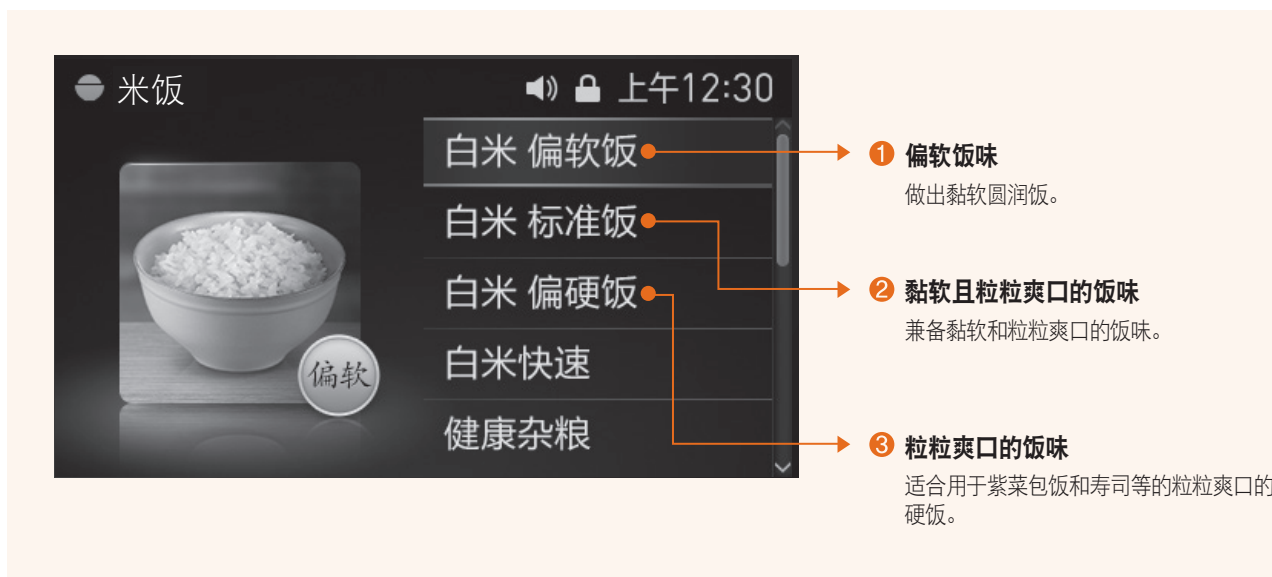 米饭
上午12:30
白米 偏软饭
白米 标准饭
白米 偏硬饭
白米快速
健康杂粮
偏软
1 偏软饭味
做出黏软圆润饭。
2 黏软且粒粒爽口的饭味
兼备黏软和粒粒爽口的饭味。
3 粒粒爽口的饭味
适合用于紫菜包饭和寿司等的粒粒爽口的
硬饭。